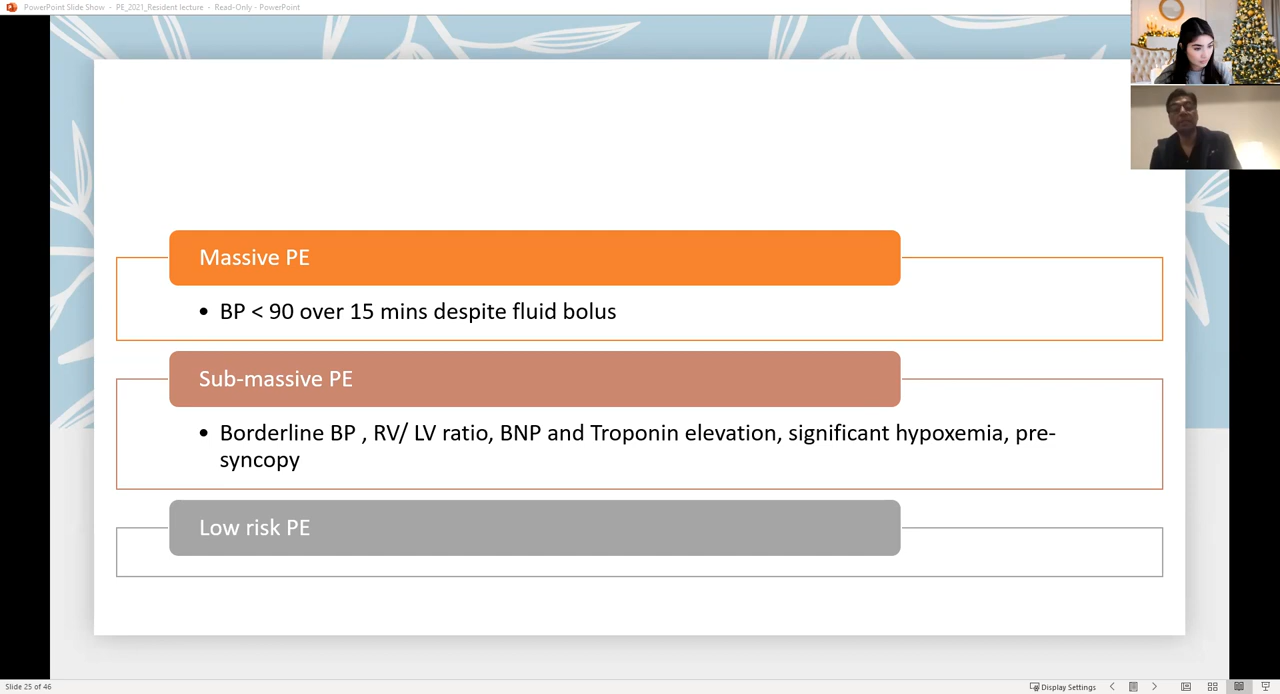 PowerPoint Slide Show - PE_2021_Resident lecture - Read-Only - PowerPoint
Massive PE
• BP < 90 over 15 mins despite fluid bolus
Sub-massive PE
• Borderline BP , RV/ LV ratio, BNP and Troponin elevation, significant hypoxemia, pre-
syncopy
Low risk PE
Slide 25 of 46
Display Settings